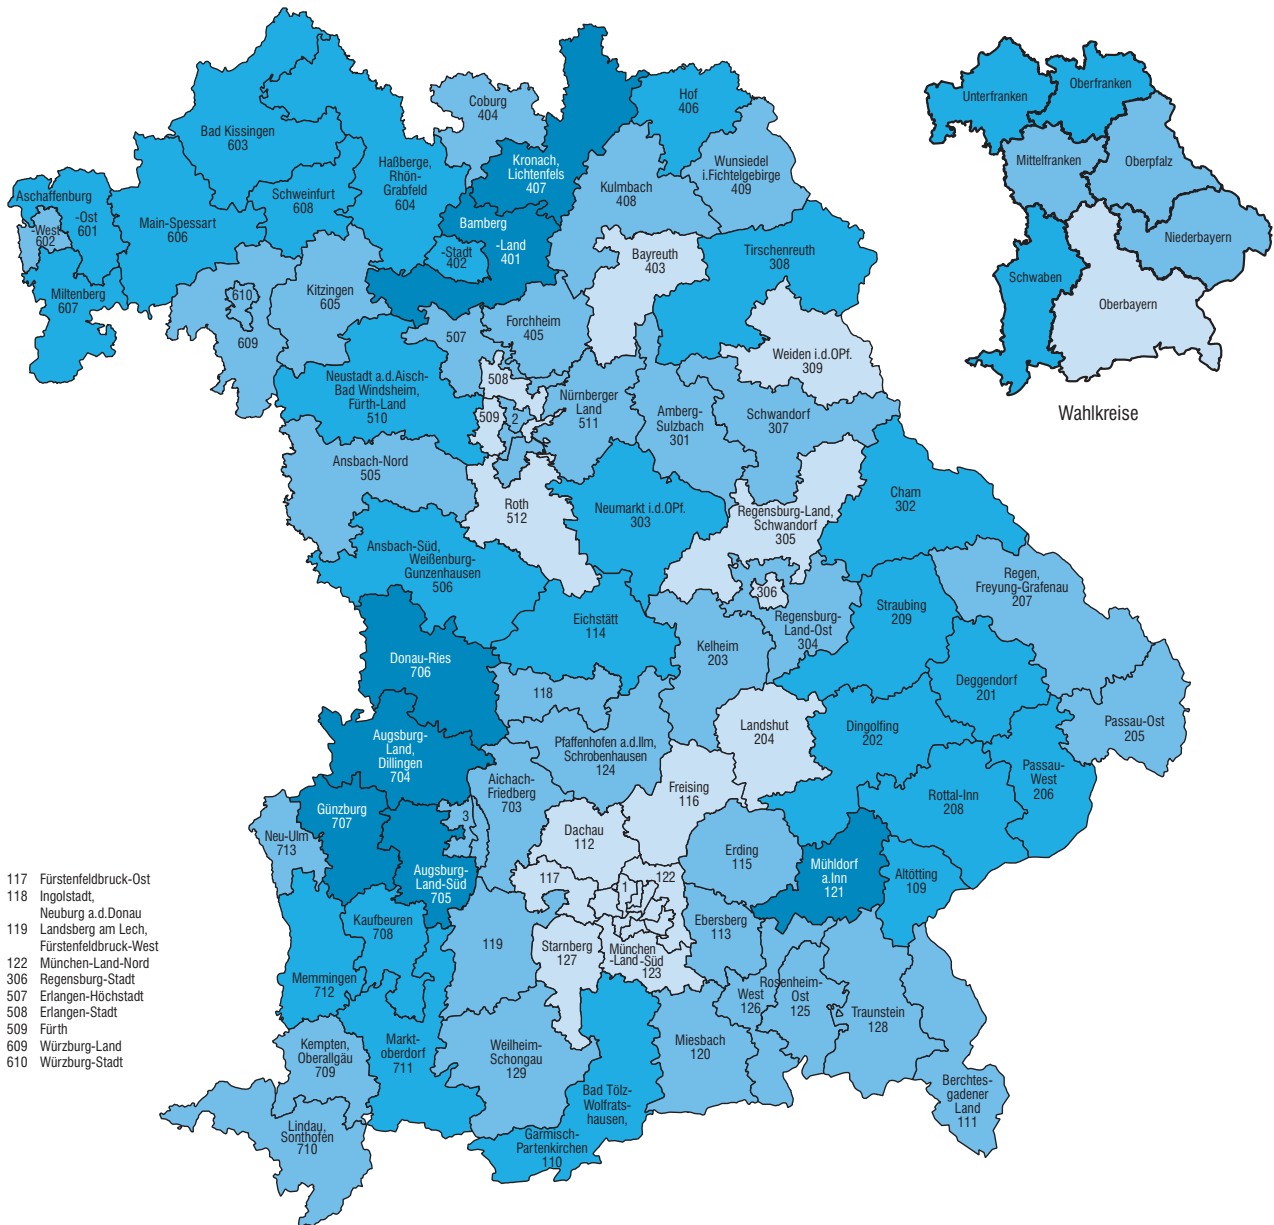 Coburg
404
Hof
406
Bad Kissingen
603
Haßberge,
Rhön-
Grabfeld
604
Kronach,
Lichtenfels
407
Wunsiedel
i.Fichtelgebirge
409
Kulmbach
408
Schweinfurt
608
Aschaffenburg
-Ost
601
-West
602
Main-Spessart
606
Bamberg
-Land
401
-Stadt
402
Bayreuth
403
Tirschenreuth
308
Miltenberg
607
610
609
Kitzingen
605
Forchheim
405
507
508
Weiden i.d.OPf.
309
Neustadt a.d.Aisch-
Bad Windsheim,
Fürth-Land
510
509
2
Nürnberger
Land
511
Amberg-
Sulzbach
301
Schwandorf
307
Ansbach-Nord
505
Roth
512
Neumarkt i.d.OPf.
303
Regensburg-Land,
Schwandorf
305
Cham
302
Ansbach-Süd,
Weißenburg-
Gunzenhausen
506
Regen,
Freyung-Grafenau
207
306
Regensburg-
Land-Ost
304
Straubing
209
Eichstätt
114
Kelheim
203
Donau-Ries
706
Deggendorf
201
118
Landshut
204
Dingolfing
202
Passau-Ost
205
Augsburg-
Land,
Dillingen
704
Pfaffenhofen a.d.Ilm,
Schrobenhausen
124
Passau-
West
206
Aichach-
Friedberg
703
Freising
116
Rottal-Inn
208
Günzburg
707
3
Neu-Ulm
713
Dachau
112
Erding
115
Mühldorf
a.Inn
121
Altötting
109
Augsburg-
Land-Süd
705
117
1
122
Kaufbeuren
708
119
Starnberg
127
München
-Land-Süd
123
Ebersberg
113
Memmingen
712
West
126
Rosenheim-
Ost
125
Traunstein
128
Kempten,
Oberallgäu
709
Markt-
oberdorf
711
Weilheim-
Schongau
129
Miesbach
120
Bad Tölz-
Wolfrats-
hausen,
Garmisch-
Partenkirchen
110
Berchtes-
gadener
Land
111
Lindau,
Sonthofen
710
Unterfranken
Oberfranken
Mittelfranken
Oberpfalz
Niederbayern
Schwaben
Oberbayern
Wahlkreise
117 Fürstenfeldbruck-Ost
118 Ingolstadt,
Neuburg a.d.Donau
119 Landsberg am Lech,
Fürstenfeldbruck-West
122 München-Land-Nord
306 Regensburg-Stadt
507 Erlangen-Höchstadt
508 Erlangen-Stadt
509 Fürth
609 Würzburg-Land
610 Würzburg-Stadt